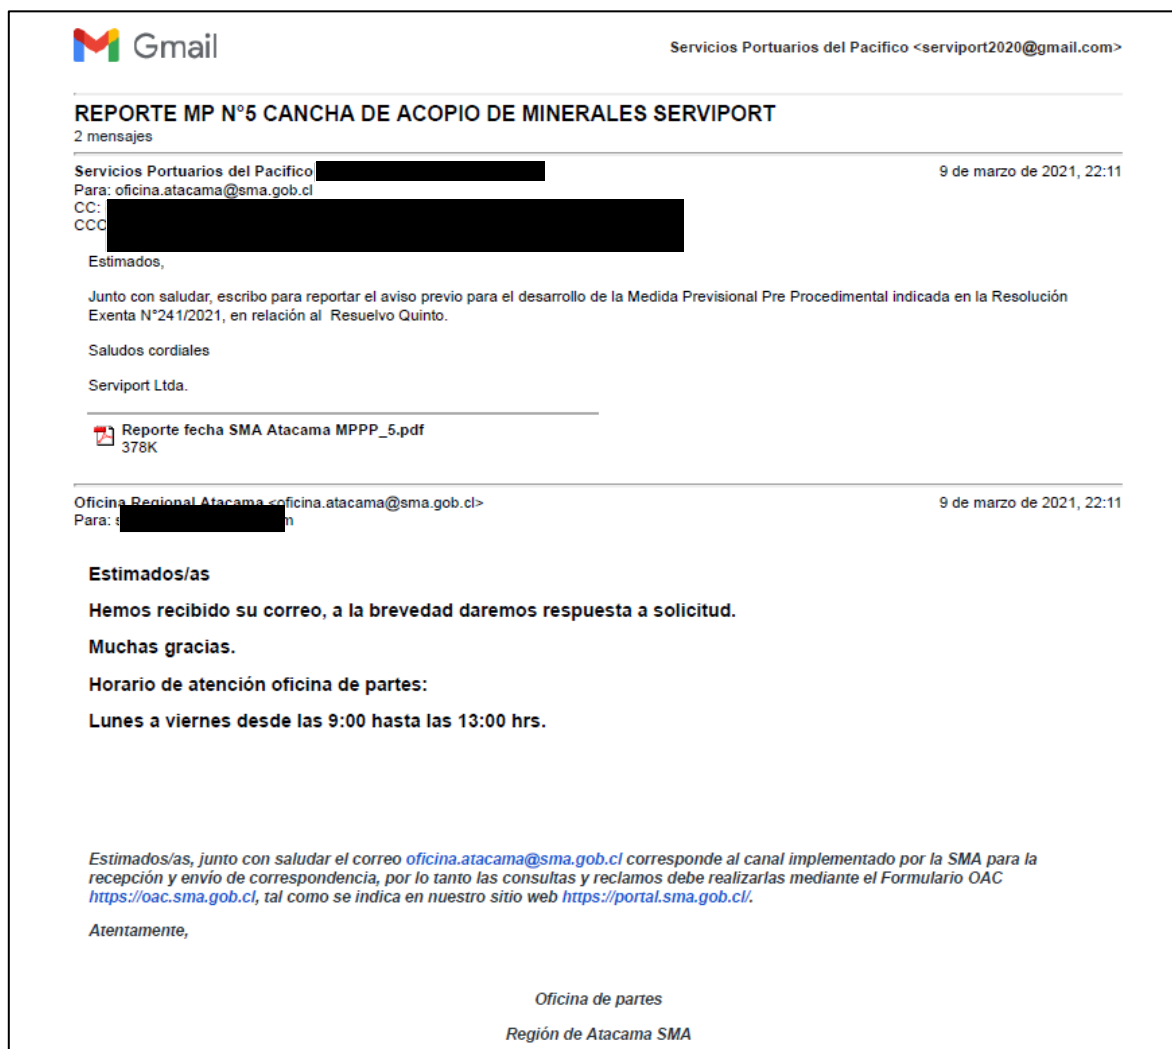 Gmail
Servicios Portuarios del Pacifico <serviport2020@gmail.com>
REPORTE MP N°5 CANCHA DE ACOPIO DE MINERALES SERVIPORT
2 mensajes
Servicios Portuarios del Pacifico
9 de marzo de 2021, 22:11
Para: oficina.atacama@sma.gob.cl
CC:
CCO
Estimados,
Junto con saludar, escribo para reportar el aviso previo para el desarrollo de la Medida Previsional Pre Procedimental indicada en la Resolución
Exenta N°241/2021, en relación al Resuelvo Quinto.
Saludos cordiales
Serviport Ltda.
Reporte fecha SMA Atacama MPPP_5.pdf
378K
Oficina Regional Atacama <oficina.atacama@sma.gob.cl>
9 de marzo de 2021, 22:11
Para:
Estimados/as
Hemos recibido su correo, a la brevedad daremos respuesta a solicitud.
Muchas gracias.
Horario de atención oficina de partes:
Lunes a viernes desde las 9:00 hasta las 13:00 hrs.
Estimados/as, junto con saludar el correo oficina.atacama@sma.gob.cl corresponde al canal implementado por la SMA para la
recepción y envío de correspondencia, por lo tanto las consultas y reclamos debe realizarlas mediante el Formulario OAC
https://oac.sma.gob.cl, tal como se indica en nuestro sitio web https://portal.sma.gob.cl/.
Atentamente,
Oficina de partes
Región de Atacama SMA